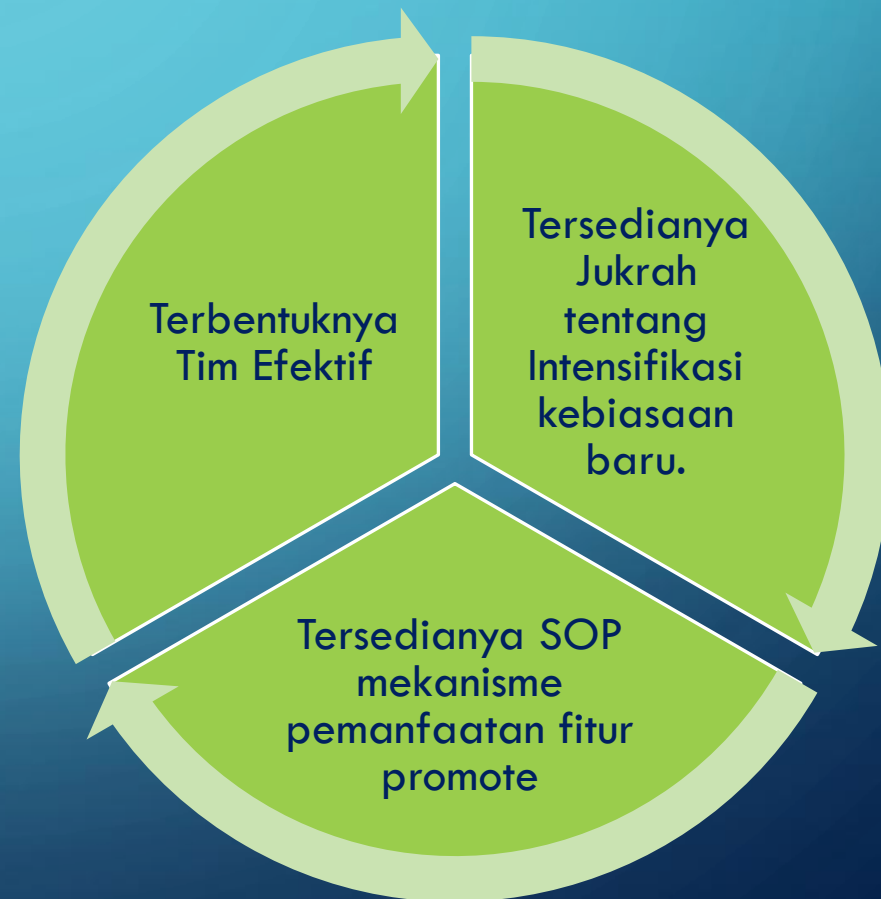 Tersedianya
Jukrah
tentang
Intensifikasi
kebiasaan
baru.
Tersedianya SOP
mekanisme
pemanfaatan fitur
promote
Terbentuknya
Tim Efektif